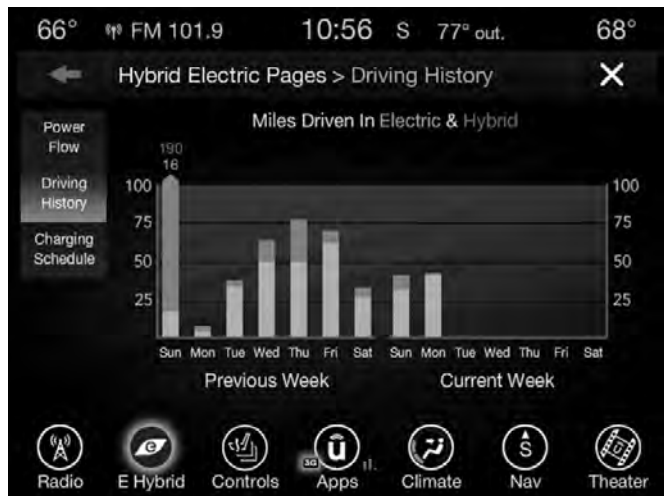 66° FM 101.9 10:56 S 77° out. 68°
Hybrid Electric Pages > Driving History X
Miles Driven In Electric & Hybrid
Power
Flow
Driving
History
Charging
Schedule
190
16
100 100
75 75
50 50
25 25
Sun Mon Tue Wed Thu Fri Sat Sun Mon Tue Wed Thu Fri Sat
Previous Week Current Week
e S
3G ū
Radio E Hybrid Controls Apps Climate Nav Theater